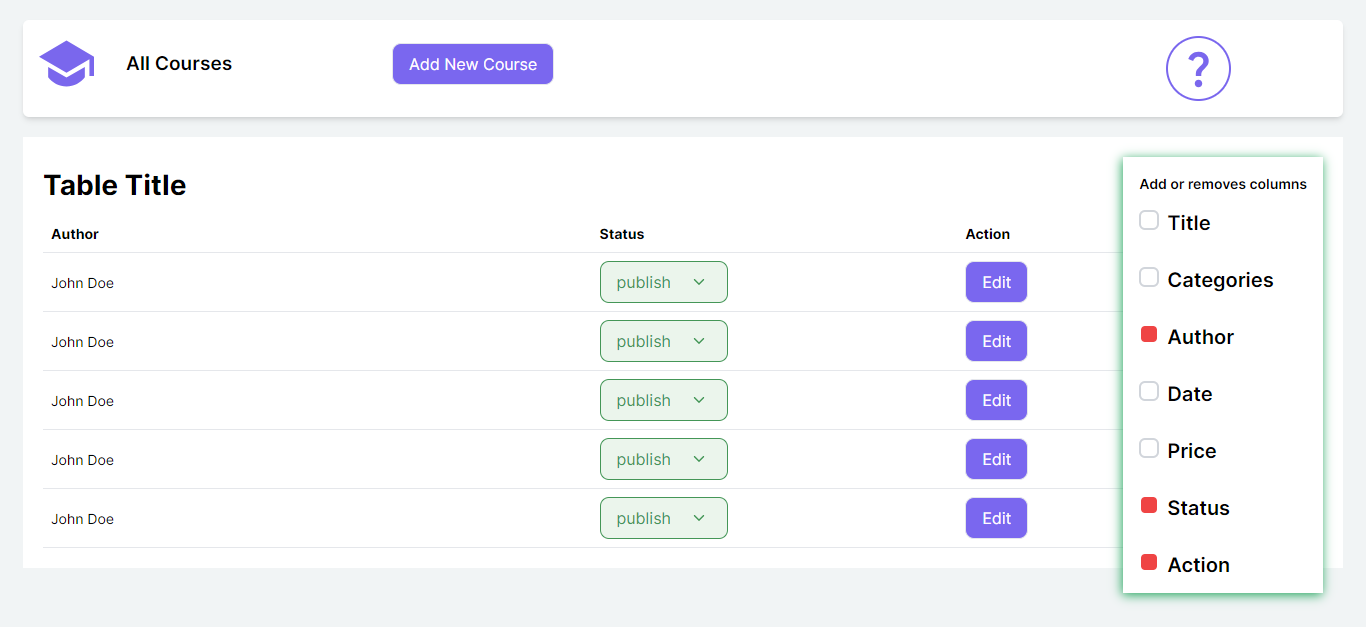 All Courses
Add New Course
?
Table Title
Author Status Action
John Doe publish Edit
John Doe publish Edit
John Doe publish Edit
John Doe publish Edit
John Doe publish Edit
Add or removes columns
Title
Categories
Author
Date
Price
Status
Action